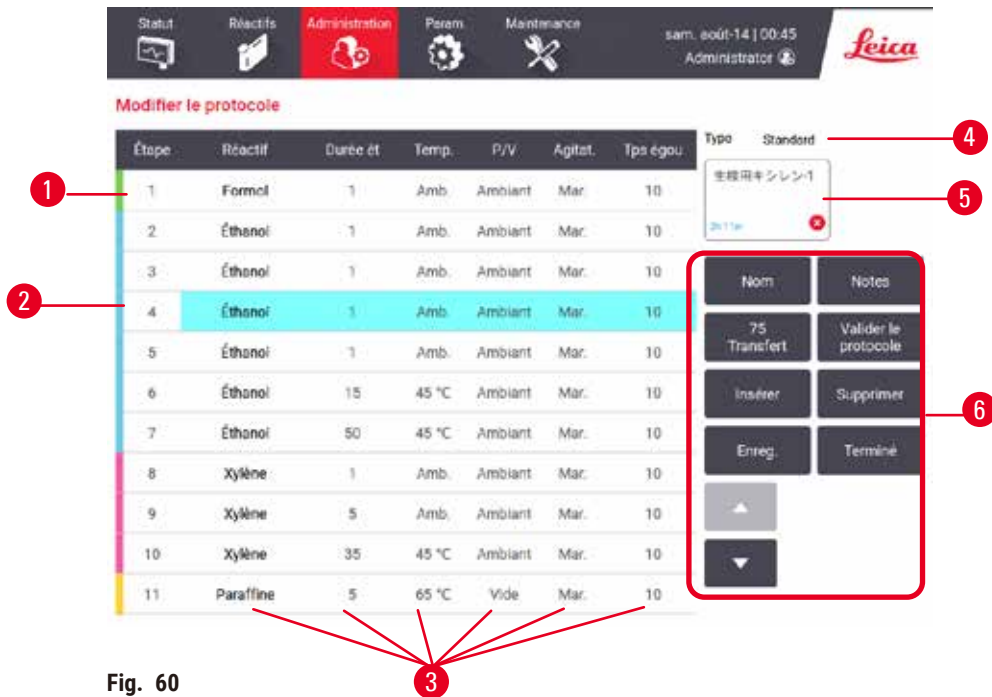 Statut Réactifs Administration Param. Maintenance
sam. août-14 | 00:45
Administrator
Leica
Modifier le protocole
Étape Réactif Durée ét Temp. P/V Agitat. Tps égou
1 Formol 1 Amb. Ambiant Mar. 10
2 Éthanol 1 Amb. Ambiant Mar. 10
3 Éthanol 1 Amb. Ambiant Mar. 10
4 Éthanol 1 Amb. Ambiant Mar. 10
5 Éthanol 1 Amb. Ambiant Mar. 10
6 Éthanol 15 45 °C Ambiant Mar. 10
7 Éthanol 50 45 °C Ambiant Mar. 10
8 Xylène 1 Amb. Ambiant Mar. 10
9 Xylène 5 Amb. Ambiant Mar. 10
10 Xylène 35 45 °C Ambiant Mar. 10
11 Paraffine 5 65 °C Vide Mar. 10
Type Standard
生検用キシレン-1
2h 11m
Nom Notes
75
Transfert
Valider le
protocole
Insérer Supprimer
Enreg. Terminé
1
2
3
4
5
6
Fig. 60